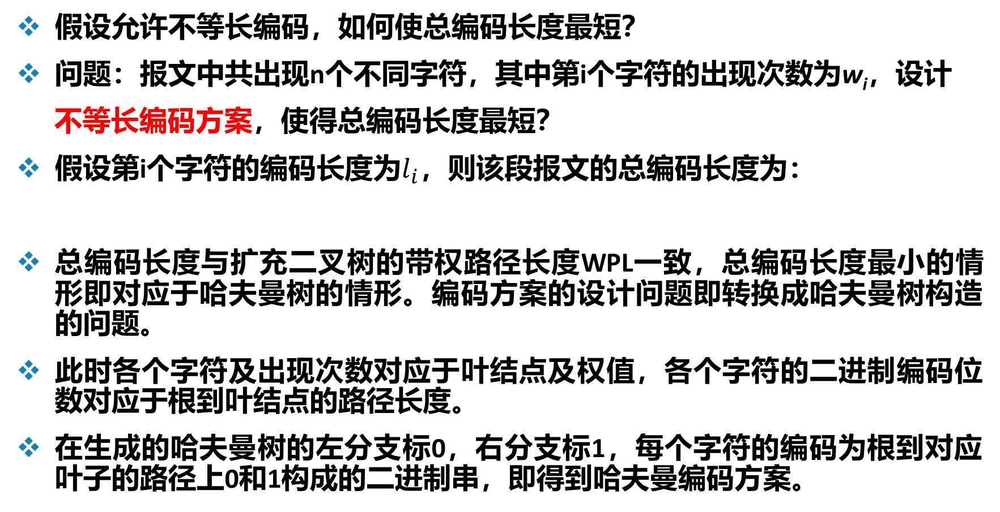 假设允许不等长编码，如何使总编码长度最短？
问题：报文中共出现n个不同字符，其中第i个字符的出现次数为wi，设计
不等长编码方案，使得总编码长度最短？
假设第i个字符的编码长度为li，则该段报文的总编码长度为：
总编码长度与扩充二叉树的带权路径长度WPL一致，总编码长度最小的情
形即对应于哈夫曼树的情形。编码方案的设计问题即转换成哈夫曼树构造
的问题。
此时各个字符及出现次数对应于叶结点及权值，各个字符的二进制编码位
数对应于根到叶结点的路径长度。
在生成的哈夫曼树的左分支标0，右分支标1，每个字符的编码为根到对应
叶子的路径上0和1构成的二进制串，即得到哈夫曼编码方案。